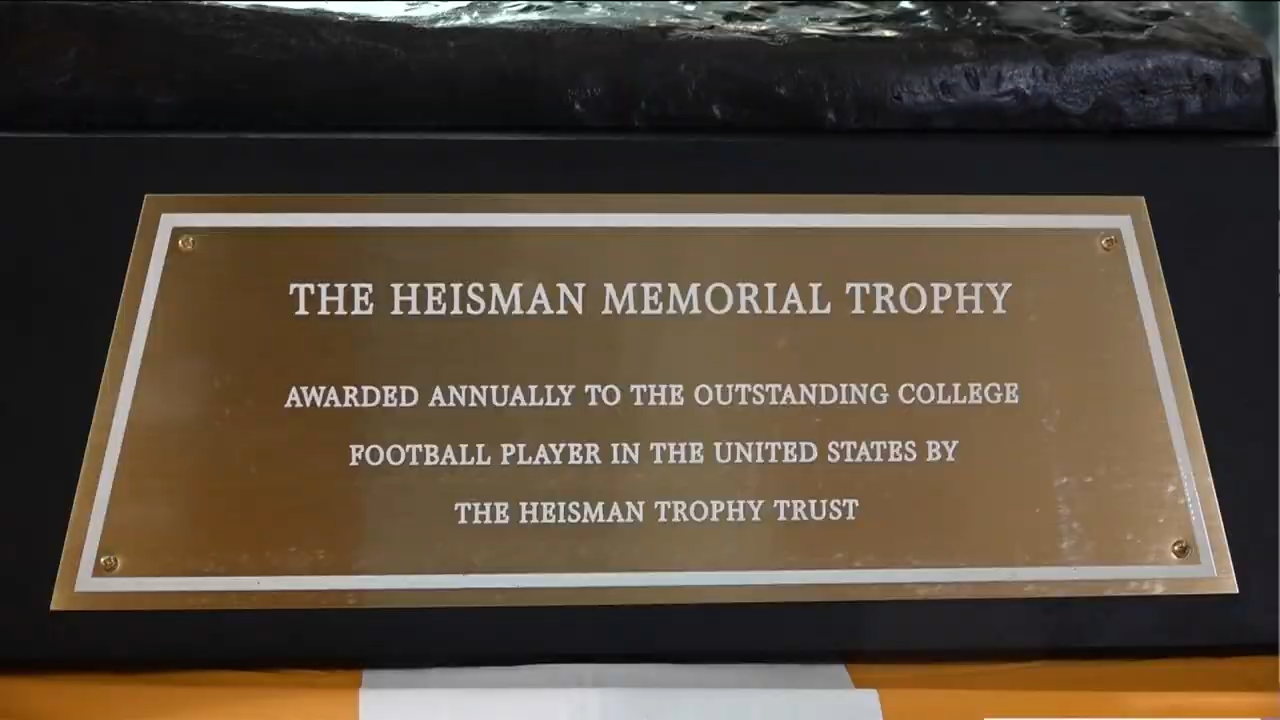 THE HEISMAN MEMORIAL TROPHY
AWARDED ANNUALLY TO THE OUTSTANDING COLLEGE
FOOTBALL PLAYER IN THE UNITED STATES BY
THE HEISMAN TROPHY TRUST